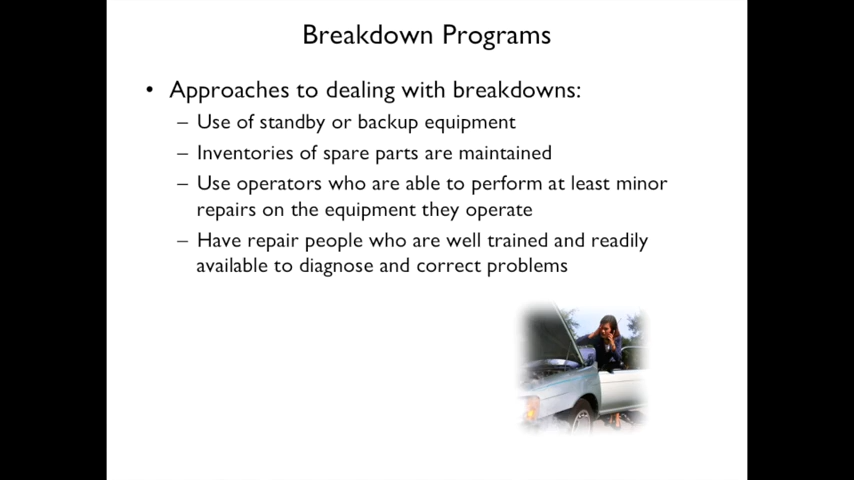 Breakdown Programs
• Approaches to dealing with breakdowns:
– Use of standby or backup equipment
– Inventories of spare parts are maintained
– Use operators who are able to perform at least minor
repairs on the equipment they operate
– Have repair people who are well trained and readily
available to diagnose and correct problems